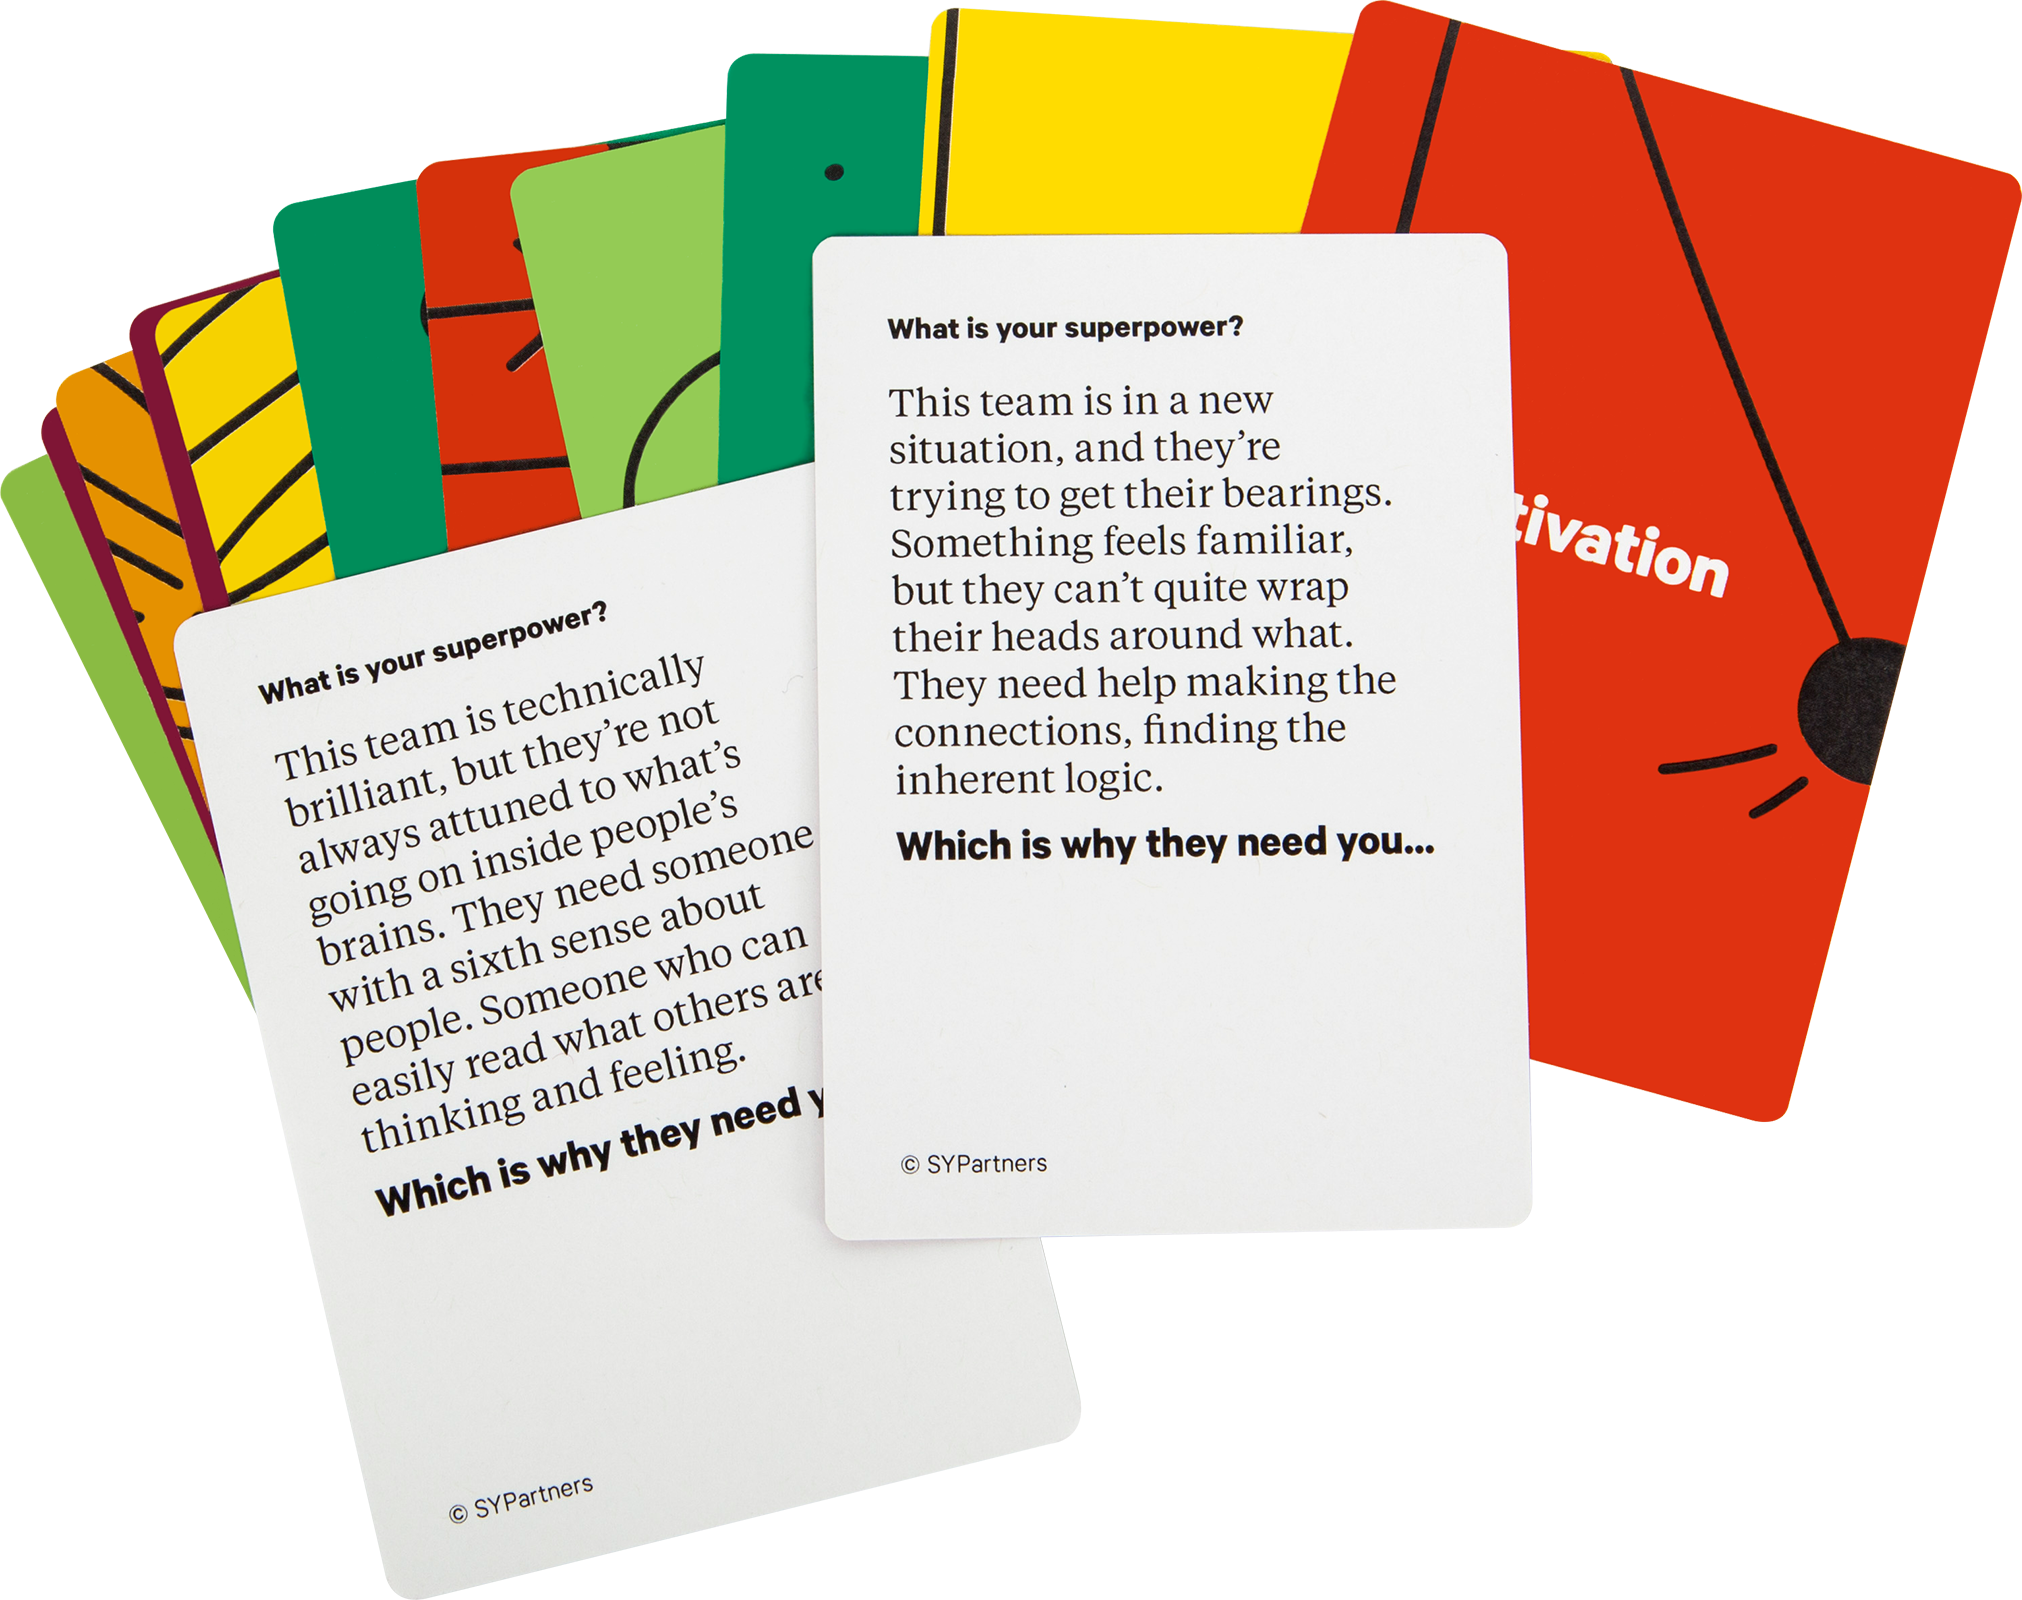 What is your superpower?
This team is technically
brilliant, but they’re not
always attuned to what’s
going on inside people’s
brains. They need someone
with a sixth sense about
people. Someone who can
easily read what others are
thinking and feeling.
Which is why they need
© SYPartners
What is your superpower?
This team is in a new
situation, and they’re
trying to get their bearings.
Something feels familiar,
but they can’t quite wrap
their heads around what.
They need help making the
connections, finding the
inherent logic.
Which is why they need you...
© SYPartners
tivation